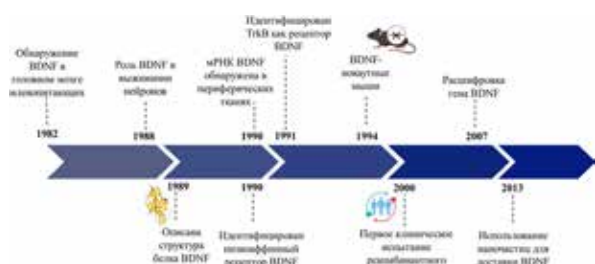 Обнаружение
BDNF в
головном мозге
млекопитающих
1982
Роль BDNF в
выживании
нейронов
1988
мРНК BDNF
обнаружена в
периферических
тканях
1990
Идентифицирован
TrkB как рецептор
BDNF
1991
BDNF-
нокаутные
мыши
1994
Расшифровка
гена BDNF
2007
1989
Описана
структура
белка BDNF
1990
Идентифицирован
низкоаффинный
рецептор BDNF
2000
Первое клиническое
испытание
рекомбинантного
2013
Использование
наночастиц для
доставки BDNF